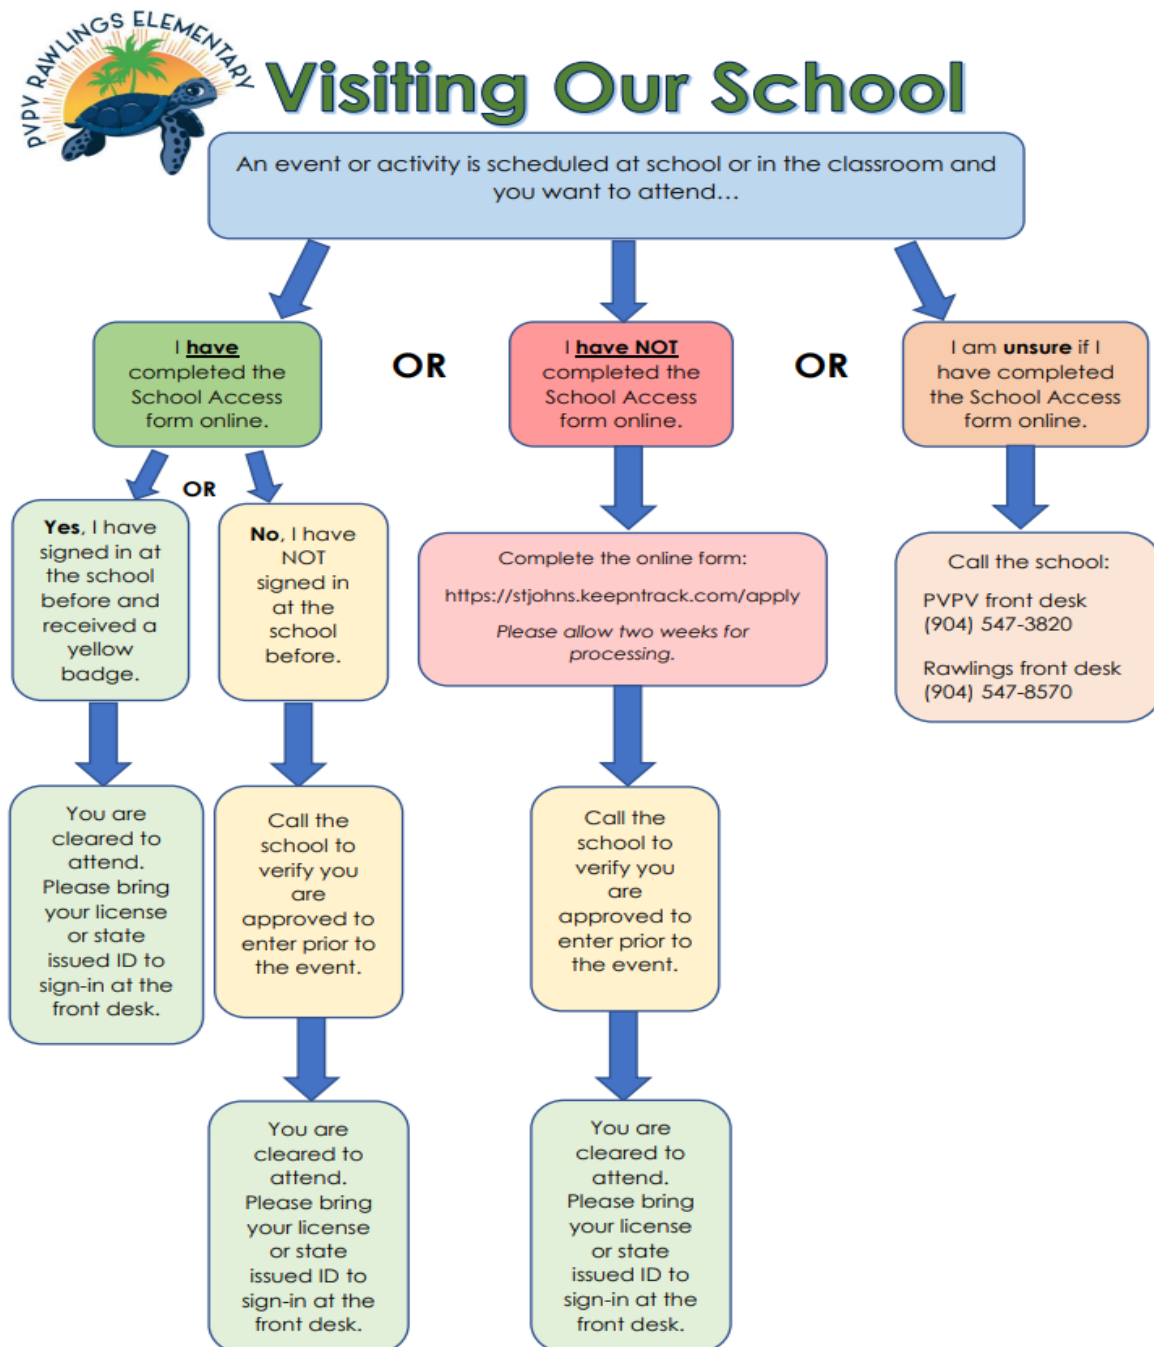 PVPV RAWLINGS ELEMENTARY
Visiting Our School
An event or activity is scheduled at school or in the classroom and
you want to attend...
I have
completed the
School Access
form online.
OR
I have NOT
completed the
School Access
form online.
OR
I am unsure if I
have completed
the School Access
form online.
Yes, I have
signed in at
the school
before and
received a
yellow
badge.
OR
No, I have
NOT
signed in
at the
school
before.
Complete the online form:
https://stjohns.keepntrack.com/apply
Please allow two weeks for
processing.
Call the school:
PVPV front desk
(904) 547-3820
Rawlings front desk
(904) 547-8570
You are
cleared to
attend.
Please bring
your license
or state
issued ID to
sign-in at the
front desk.
Call the
school to
verify you
are
approved to
enter prior to
the event.
Call the
school to
verify you
are
approved to
enter prior to
the event.
You are
cleared to
attend.
Please bring
your license
or state
issued ID to
sign-in at the
front desk.
You are
cleared to
attend.
Please bring
your license
or state
issued ID to
sign-in at the
front desk.